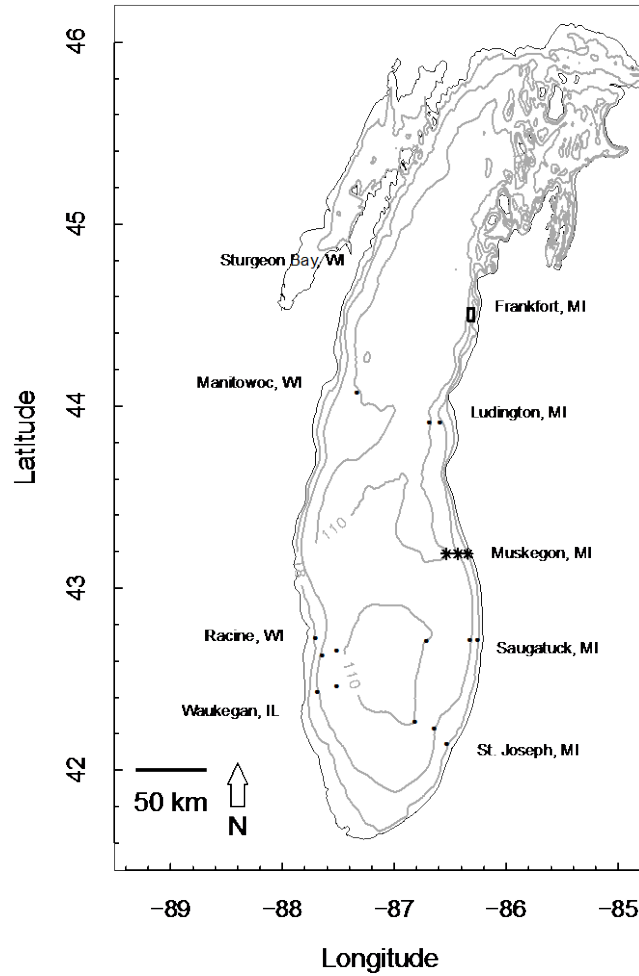 46
45
44
43
42
Latitude
Sturgeon Bay, WI
Frankfort, MI
Manitowoc, WI
Ludington, MI
110
Muskegon, MI
18
Racine, WI
Saugatuck, MI
110
Waukegan, IL
St. Joseph, MI
50 km
N
−89
−88
−87
−86
−85
Longitude